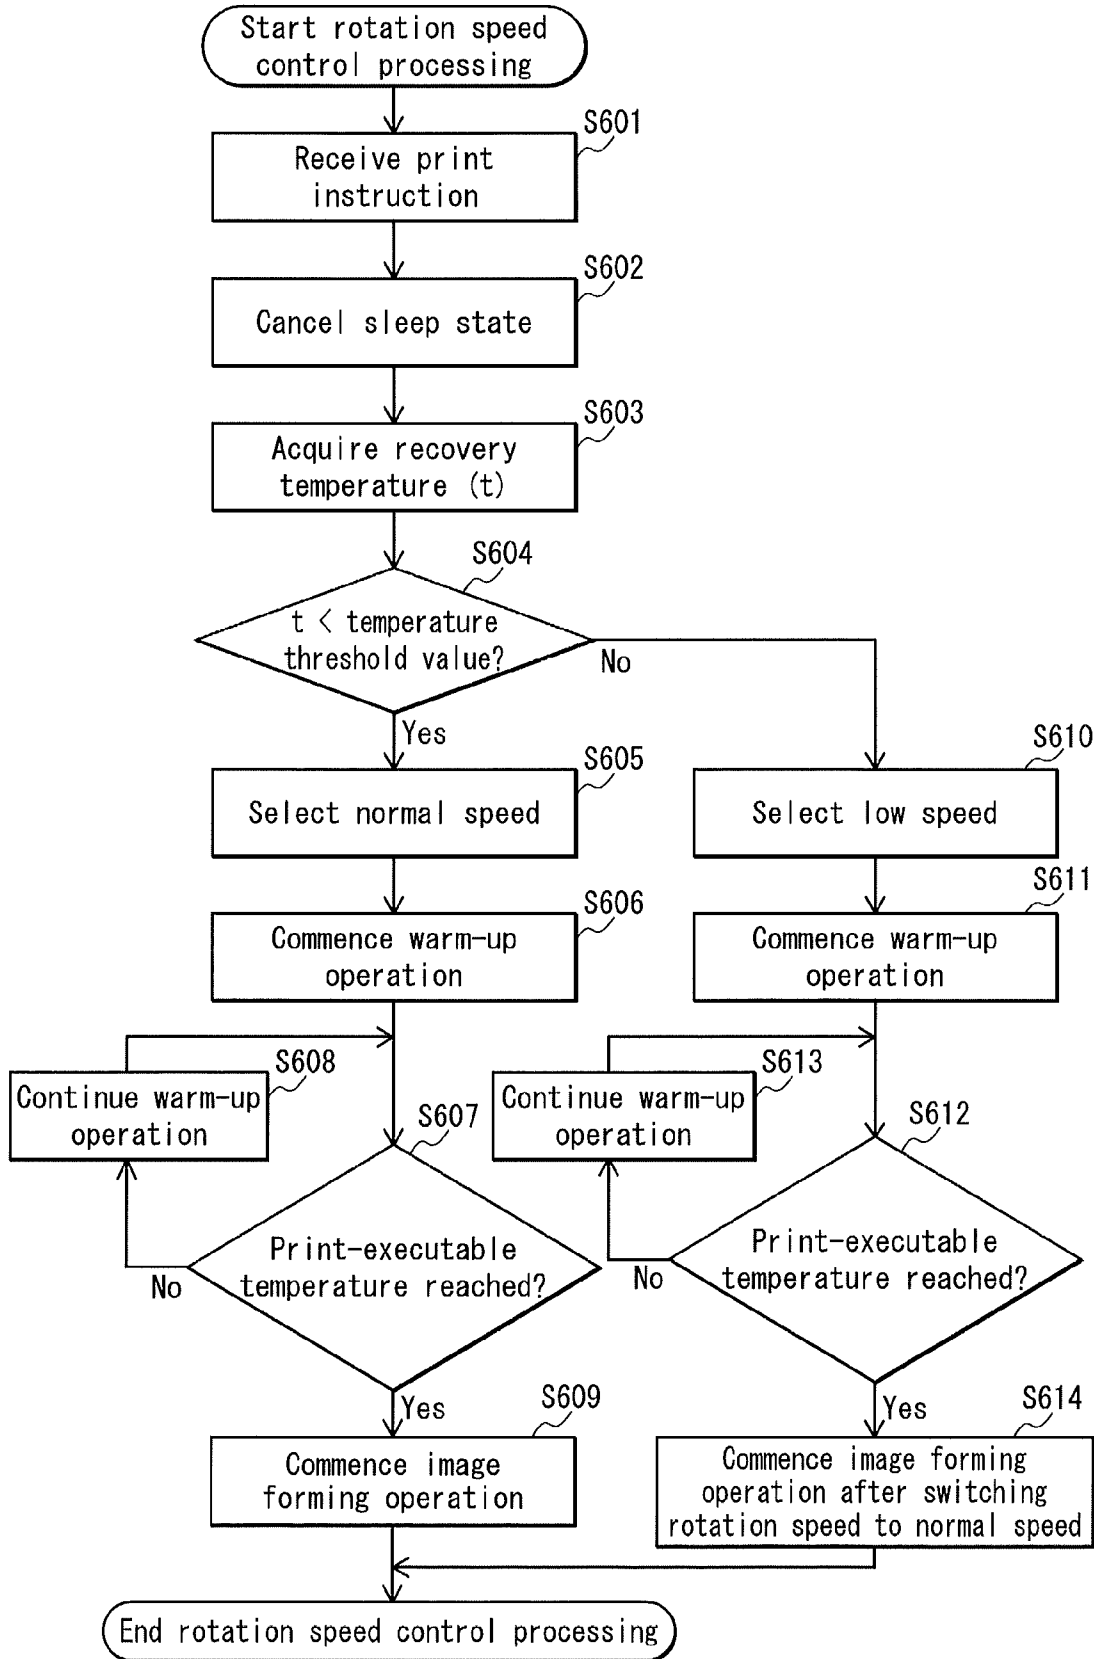 Start rotation speed
control processing
S601
Receive print
instruction
S602
Cancel sleep state
S603
Acquire recovery
temperature (t)
S604
t < temperature
threshold value?
No
Yes
S605
Select normal speed
S610
Select low speed
S606
Commence warm-up
operation
S611
Commence warm-up
operation
S608
Continue warm-up
operation
S613
Continue warm-up
operation
S607
Print-executable
temperature reached?
No
S612
Print-executable
temperature reached?
No
Yes
S609
Commence image
forming operation
Yes
S614
Commence image forming
operation after switching
rotation speed to normal speed
End rotation speed control processing